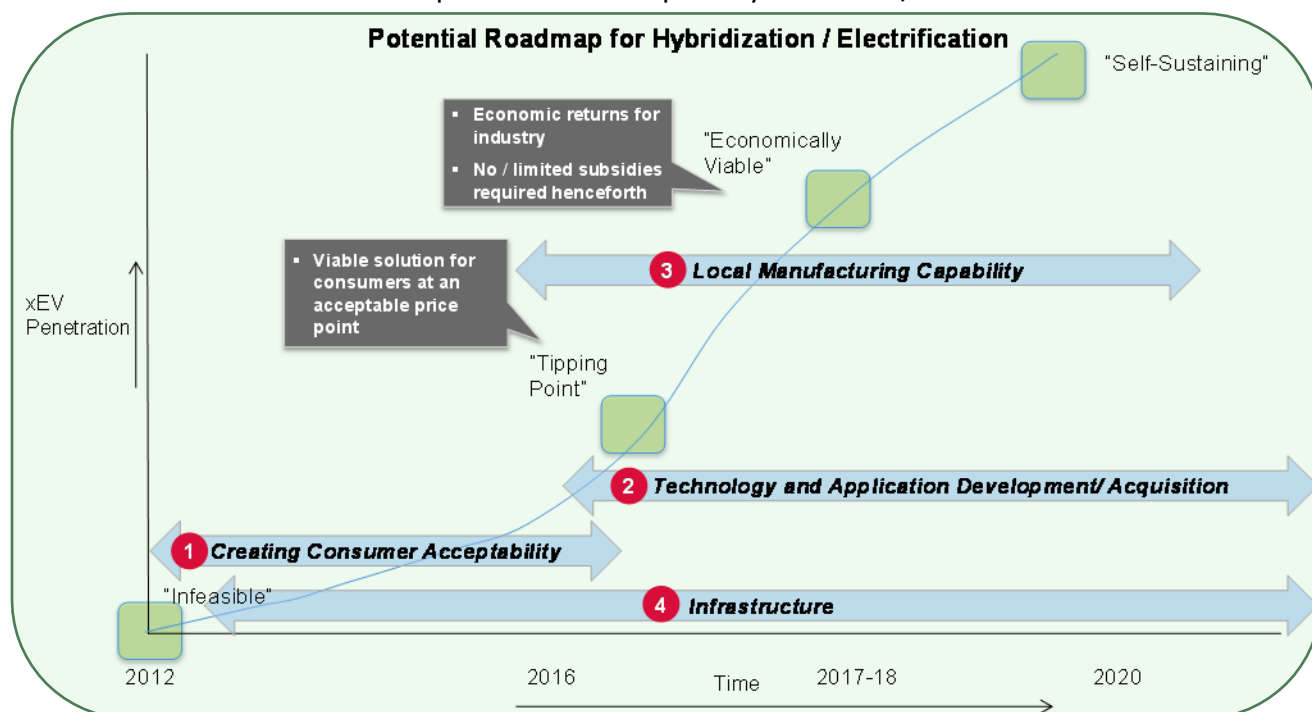 Potential Roadmap for Hybridization / Electrification
"Self-Sustaining"
▪ Economic returns for
industry
▪ No / limited subsidies
required henceforth
"Economically
Viable"
▪ Viable solution for
consumers at an
acceptable price
point
3 Local Manufacturing Capability
xEV
Penetration
"Tipping
Point"
2 Technology and Application Development/ Acquisition
1 Creating Consumer Acceptability
"Infeasible"
4 Infrastructure
2012 2016 Time 2017-18 2020